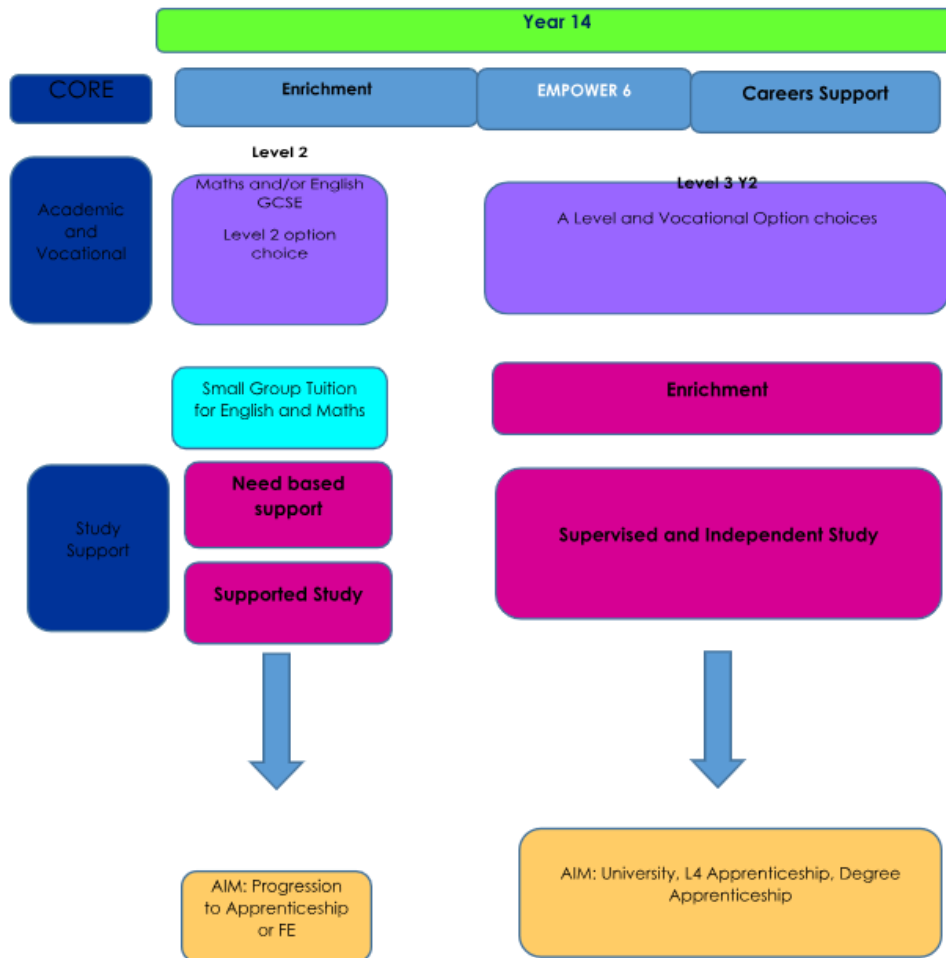 Year 14
CORE
Enrichment
EMPOWER 6
Careers Support
Academic
and
Vocational
Level 2
Maths and/or English
GCSE
Level 2 option
choice
Level 3 Y2
A Level and Vocational Option choices
Small Group Tuition
for English and Maths
Enrichment
Study
Support
Need based
support
Supported Study
Supervised and Independent Study
AIM: Progression
to Apprenticeship
or FE
AIM: University, L4 Apprenticeship, Degree
Apprenticeship